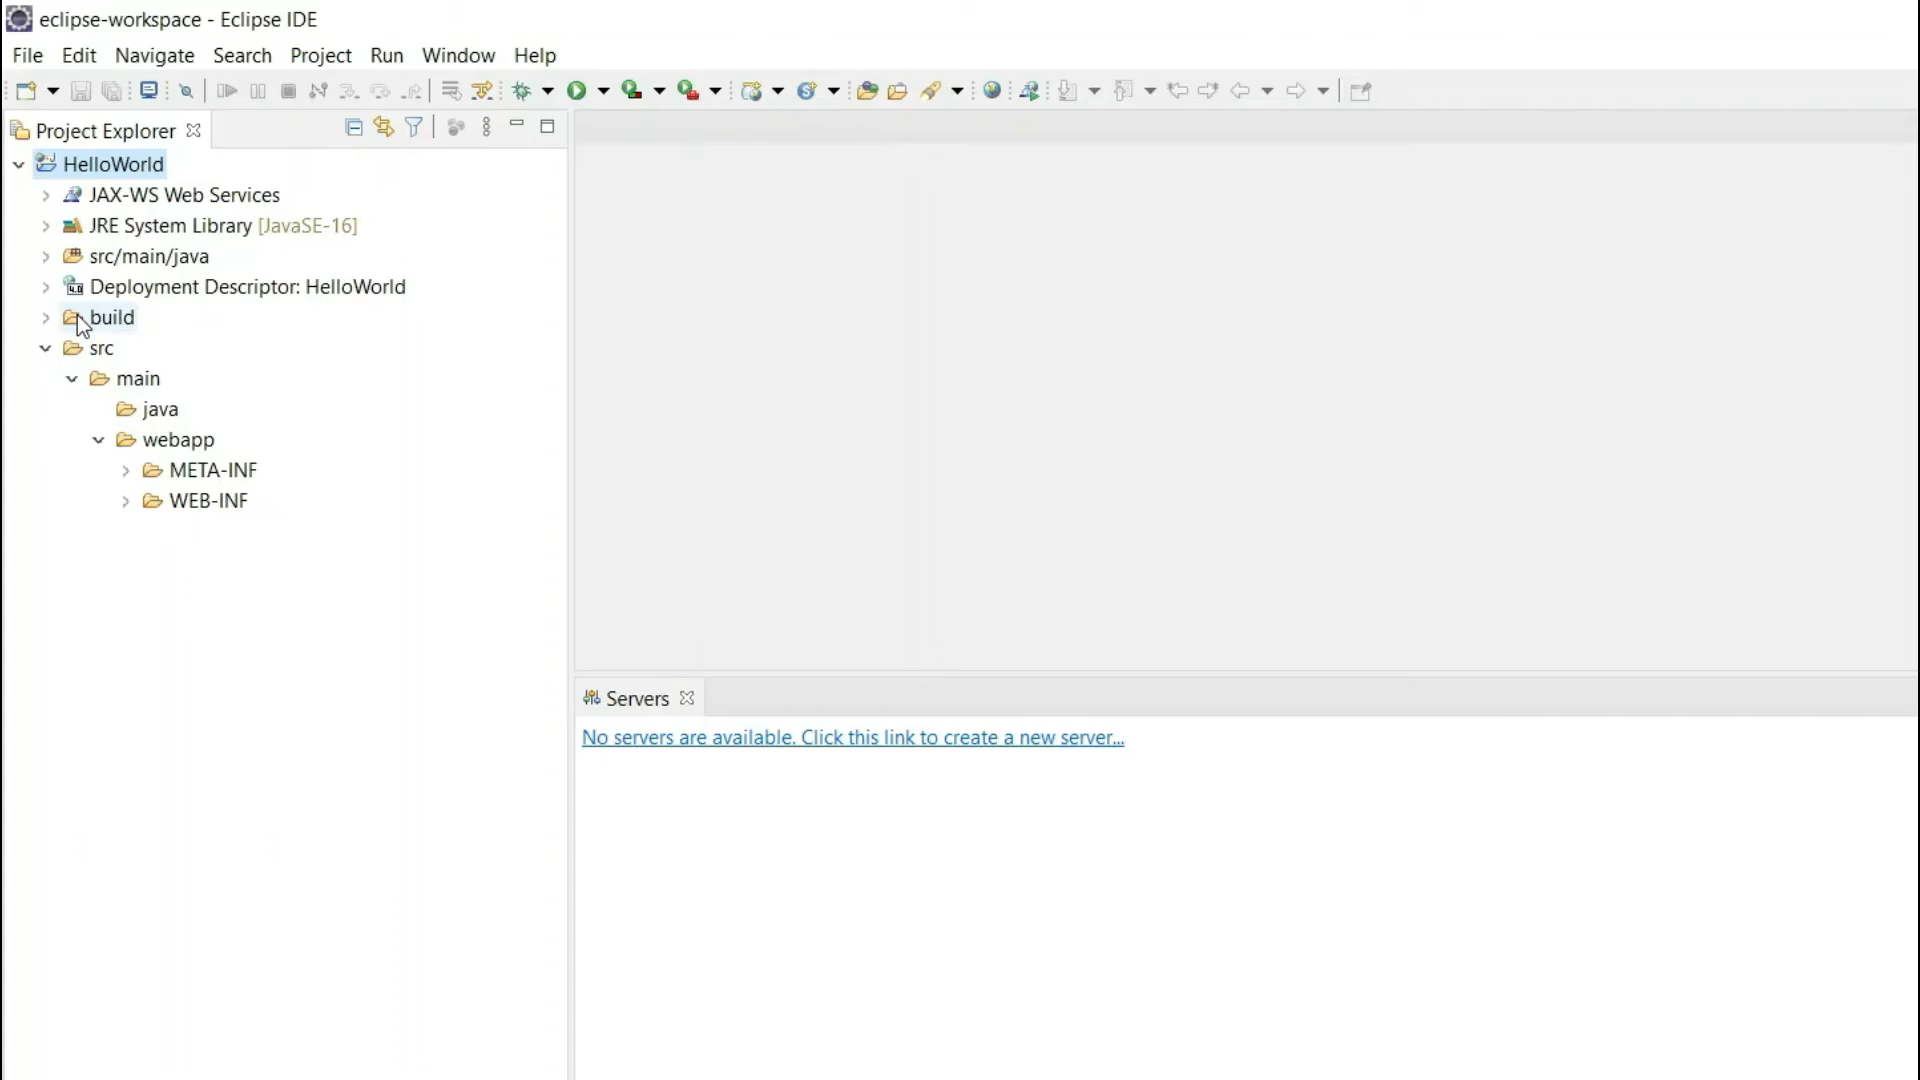 eclipse-workspace - Eclipse IDE
File Edit Navigate Search Project Run Window Help
Project Explorer
HelloWorld
JAX-WS Web Services
JRE System Library [JavaSE-16]
src/main/java
Deployment Descriptor: HelloWorld
build
src
main
java
webapp
META-INF
WEB-INF
Servers
No servers are available. Click this link to create a new server...